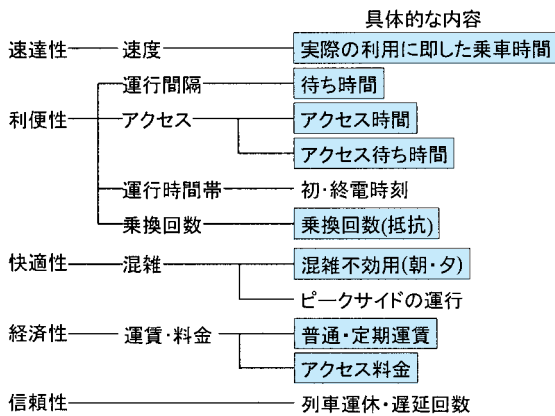 具体的な内容
速達性 速度 実際の利用に即した乗車時間
運行間隔 待ち時間
利便性 アクセス アクセス時間
アクセス待ち時間
運行時間帯 初・終電時刻
乗換回数 乗換回数(抵抗)
快適性 混雑 混雑不効用(朝・夕)
ピークサイドの運行
経済性 運賃・料金 普通・定期運賃
アクセス料金
信頼性 列車運休・遅延回数